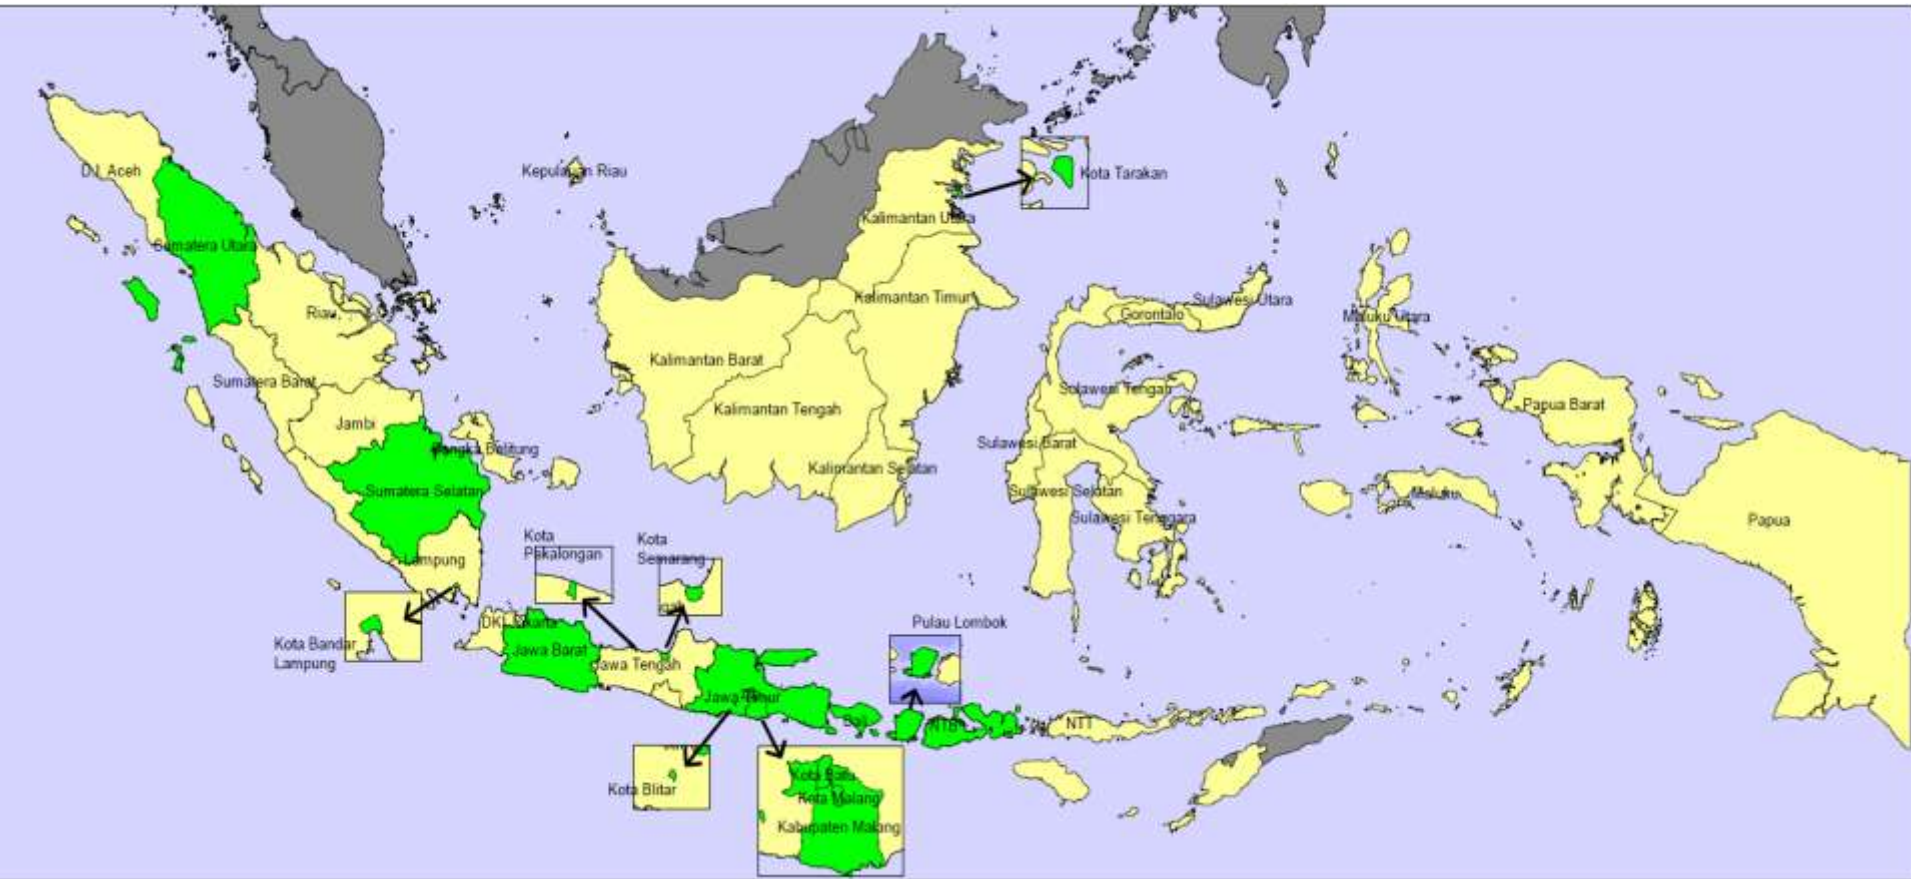 D.I. Aceh
Sumatera Utara
Kepulauan Riau
Kota Tarakan
Kalimantan Utara
Riau
Kalimantan Timur
Gorontalo
Sulawesi Utara
Maluku Utara
Sumatera Barat
Kalimantan Barat
Sulawesi Tengah
Jambi
Kalimantan Tengah
Papua Barat
Bangka Belitung
Sulawesi Barat
Kalimantan Selatan
Sumatera Selatan
Sulawesi Selatan
Maluku
Sulawesi Tenggara
Papua
Lampung
Kota
Pekalongan
Kota
Semarang
DKI Jakarta
Pulau Lombok
Kota Bandar
Lampung
Jawa Barat
Jawa Tengah
Jawa Timur
Bali
NTB
NTT
Kota Blitar
Kota Batu
Kota Malang
Kabupaten Malang